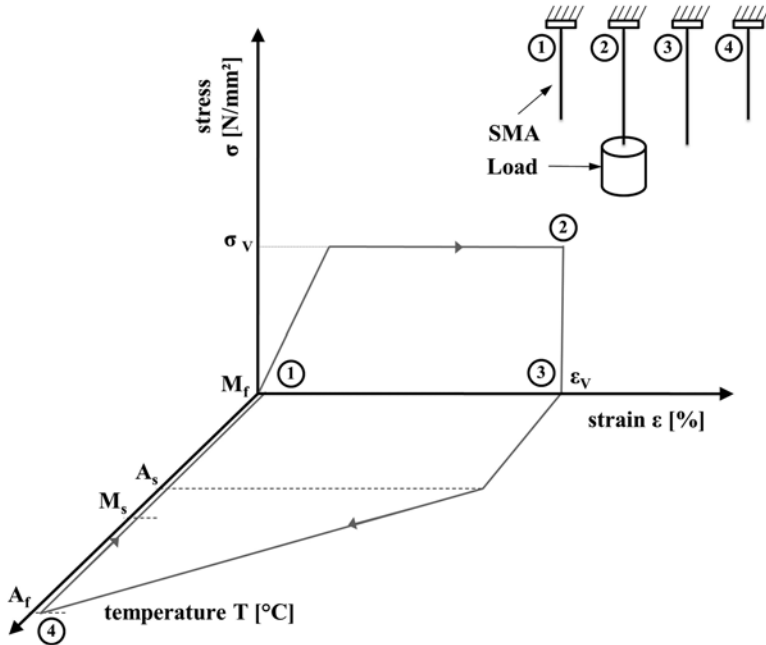 ① ② ③ ④
stress
σ [N/mm²]
SMA
Load
σ V
②
M f
①
③
ε V
strain ε [%]
A s
M s
A f
temperature T [°C]
④